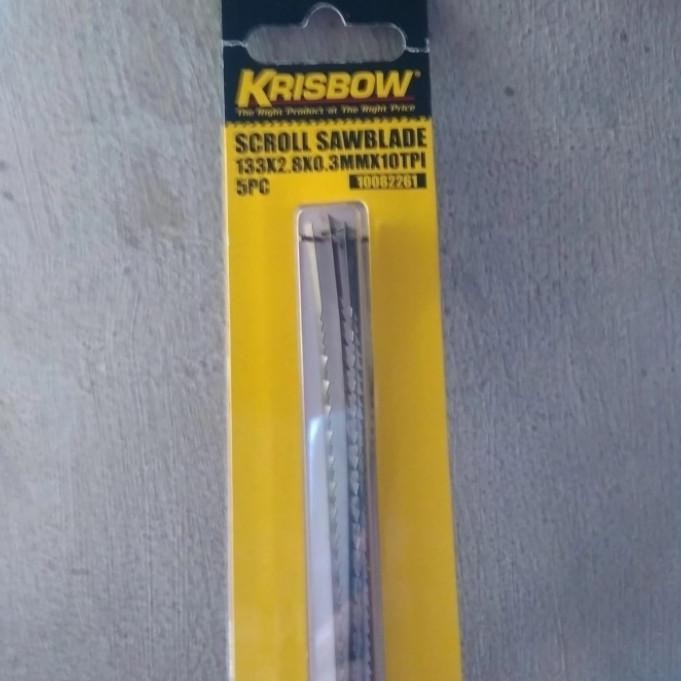 KRISBOW®
The Right Product at The Right Price
SCROLL SAWBLADE
133X2.8X0.3MMX10TPI
5PC 10082261